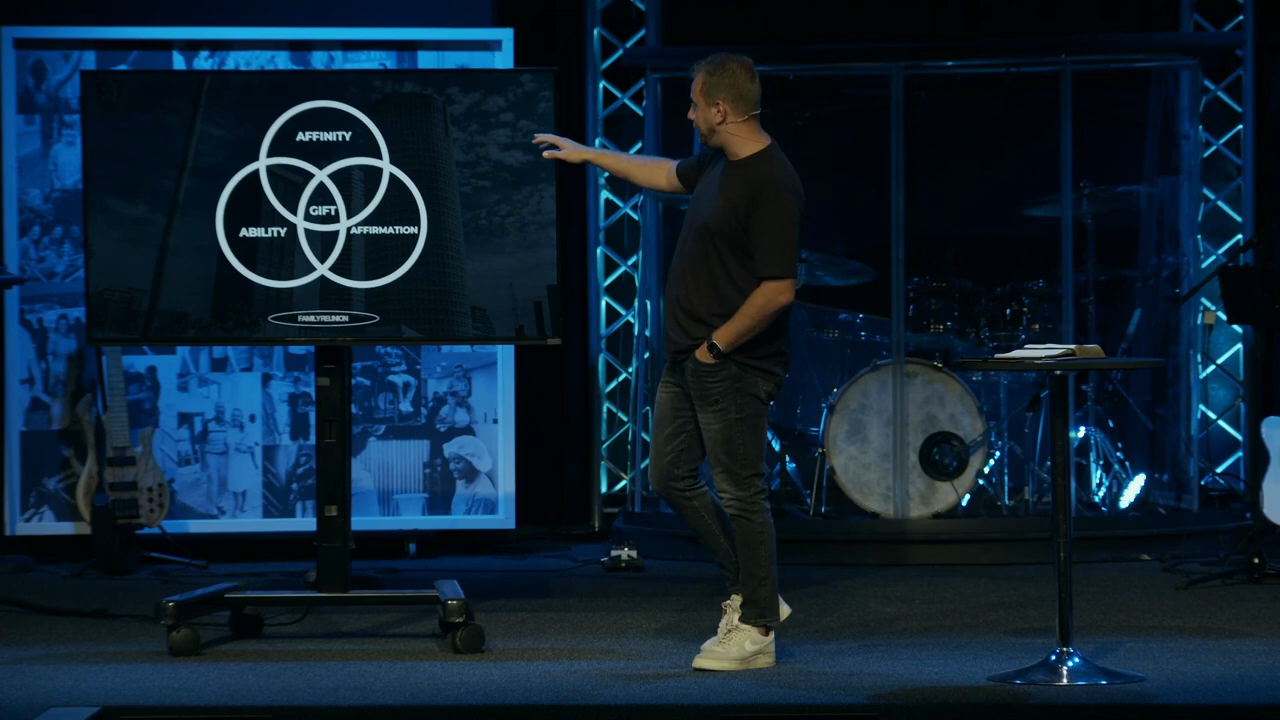 AFFINITY
GIFT
ABILITY
AFFIRMATION
FAMILY REUNION